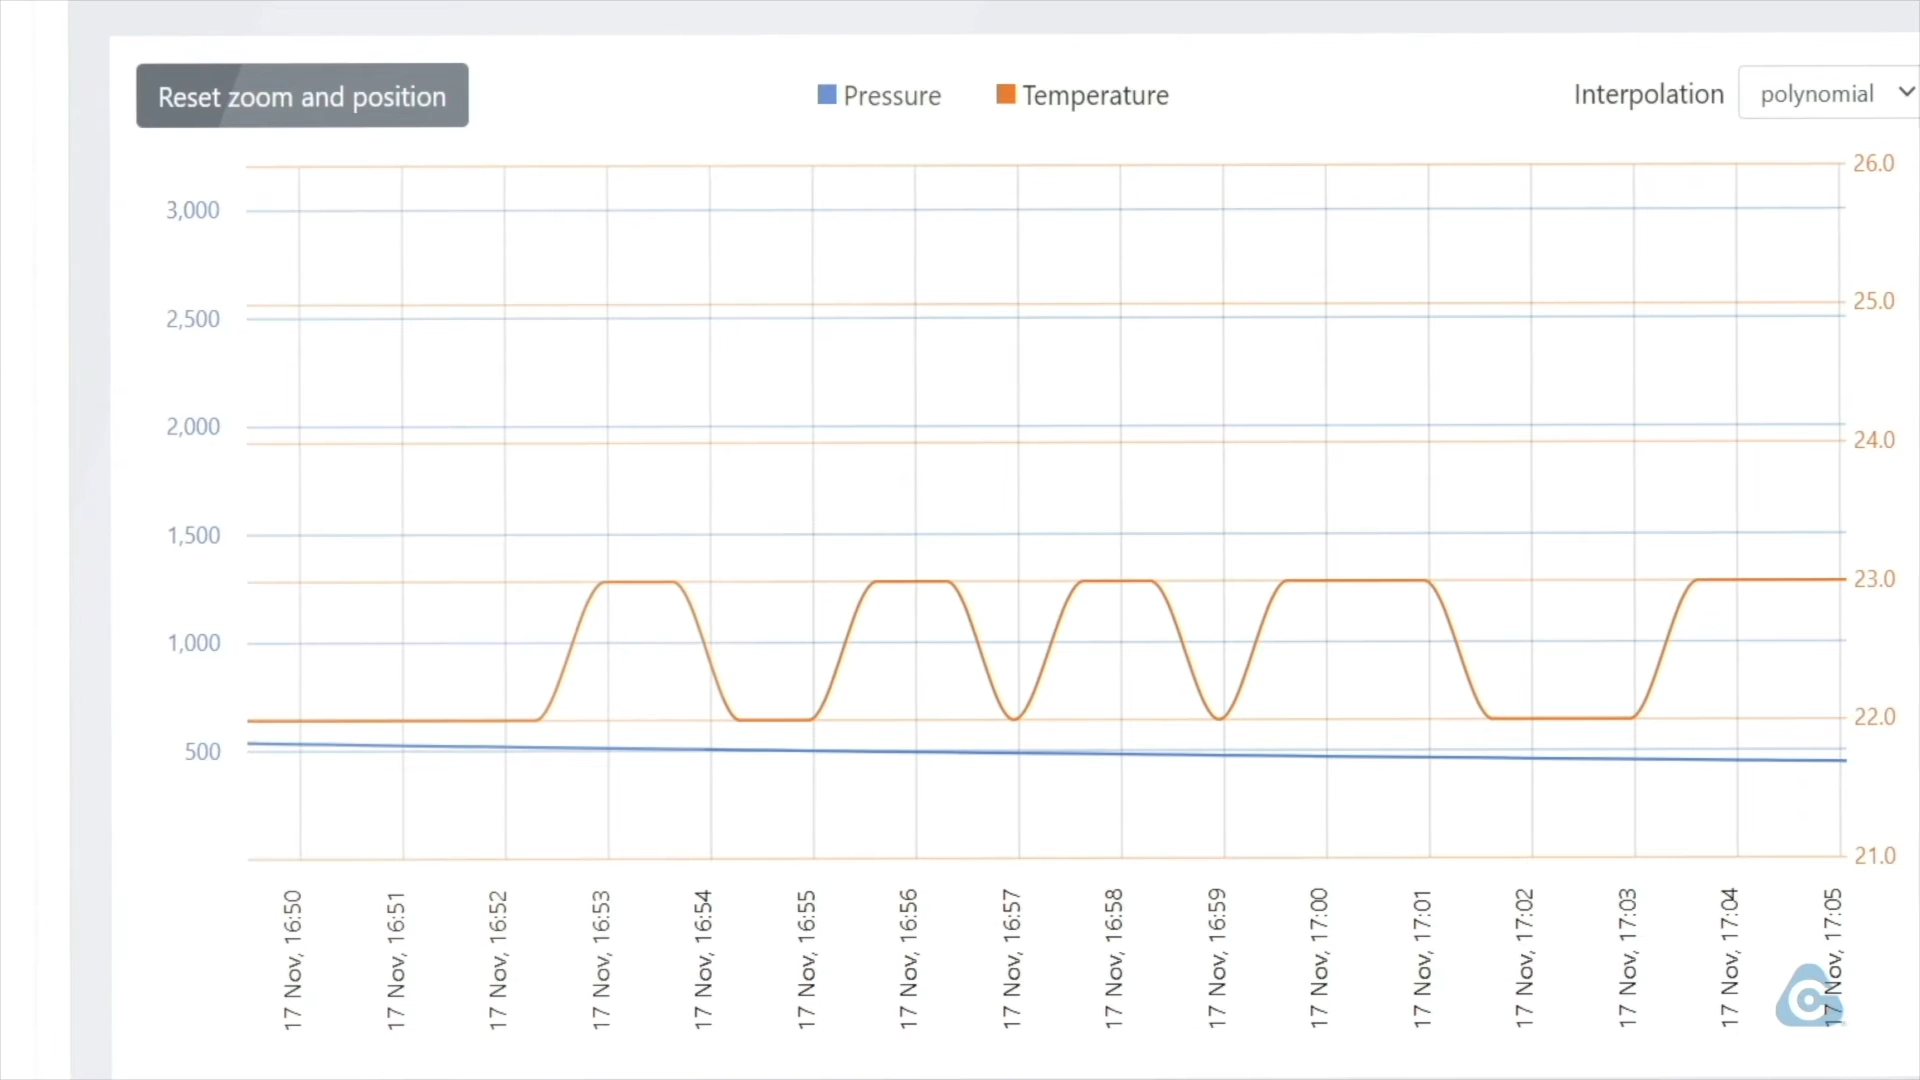 Reset zoom and position
Pressure
Temperature
Interpolation
polynomial
3,000
2,500
2,000
1,500
1,000
500
26.0
25.0
24.0
23.0
22.0
21.0
17 Nov, 16:50
17 Nov, 16:51
17 Nov, 16:52
17 Nov, 16:53
17 Nov, 16:54
17 Nov, 16:55
17 Nov, 16:56
17 Nov, 16:57
17 Nov, 16:58
17 Nov, 16:59
17 Nov, 17:00
17 Nov, 17:01
17 Nov, 17:02
17 Nov, 17:03
17 Nov, 17:04
17 Nov, 17:05